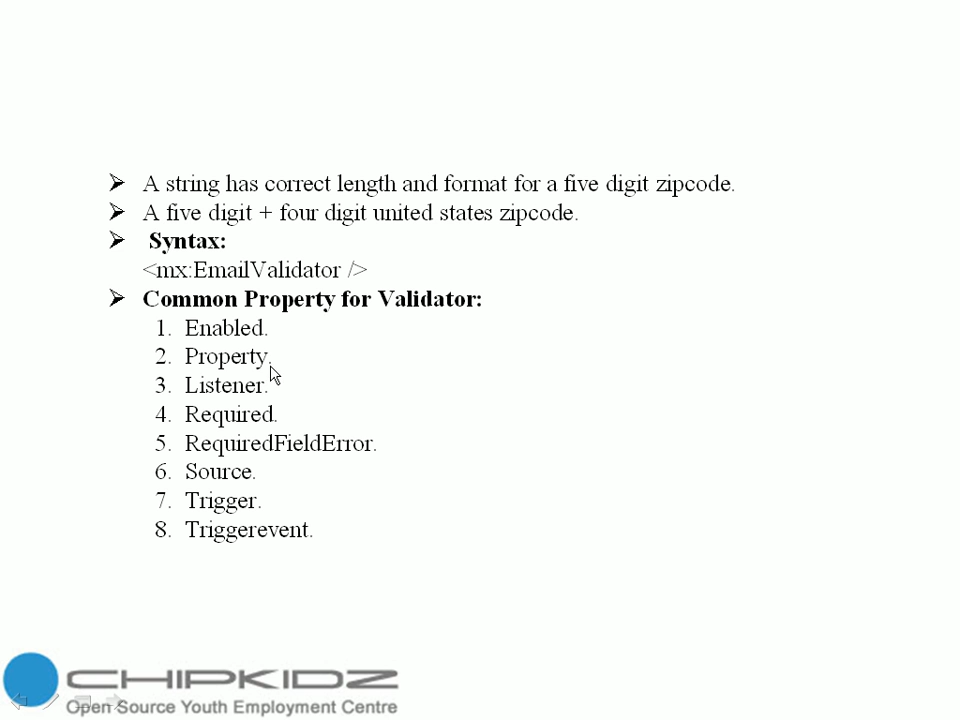 ➢ A string has correct length and format for a five digit zipcode.
➢ A five digit + four digit united states zipcode.
➢ Syntax:
<mx:EmailValidator />
➢ Common Property for Validator:
1. Enabled.
2. Property.
3. Listener.
4. Required.
5. RequiredFieldError.
6. Source.
7. Trigger.
8. Triggerevent.
CHIPKIDZ
Open Source Youth Employment Centre